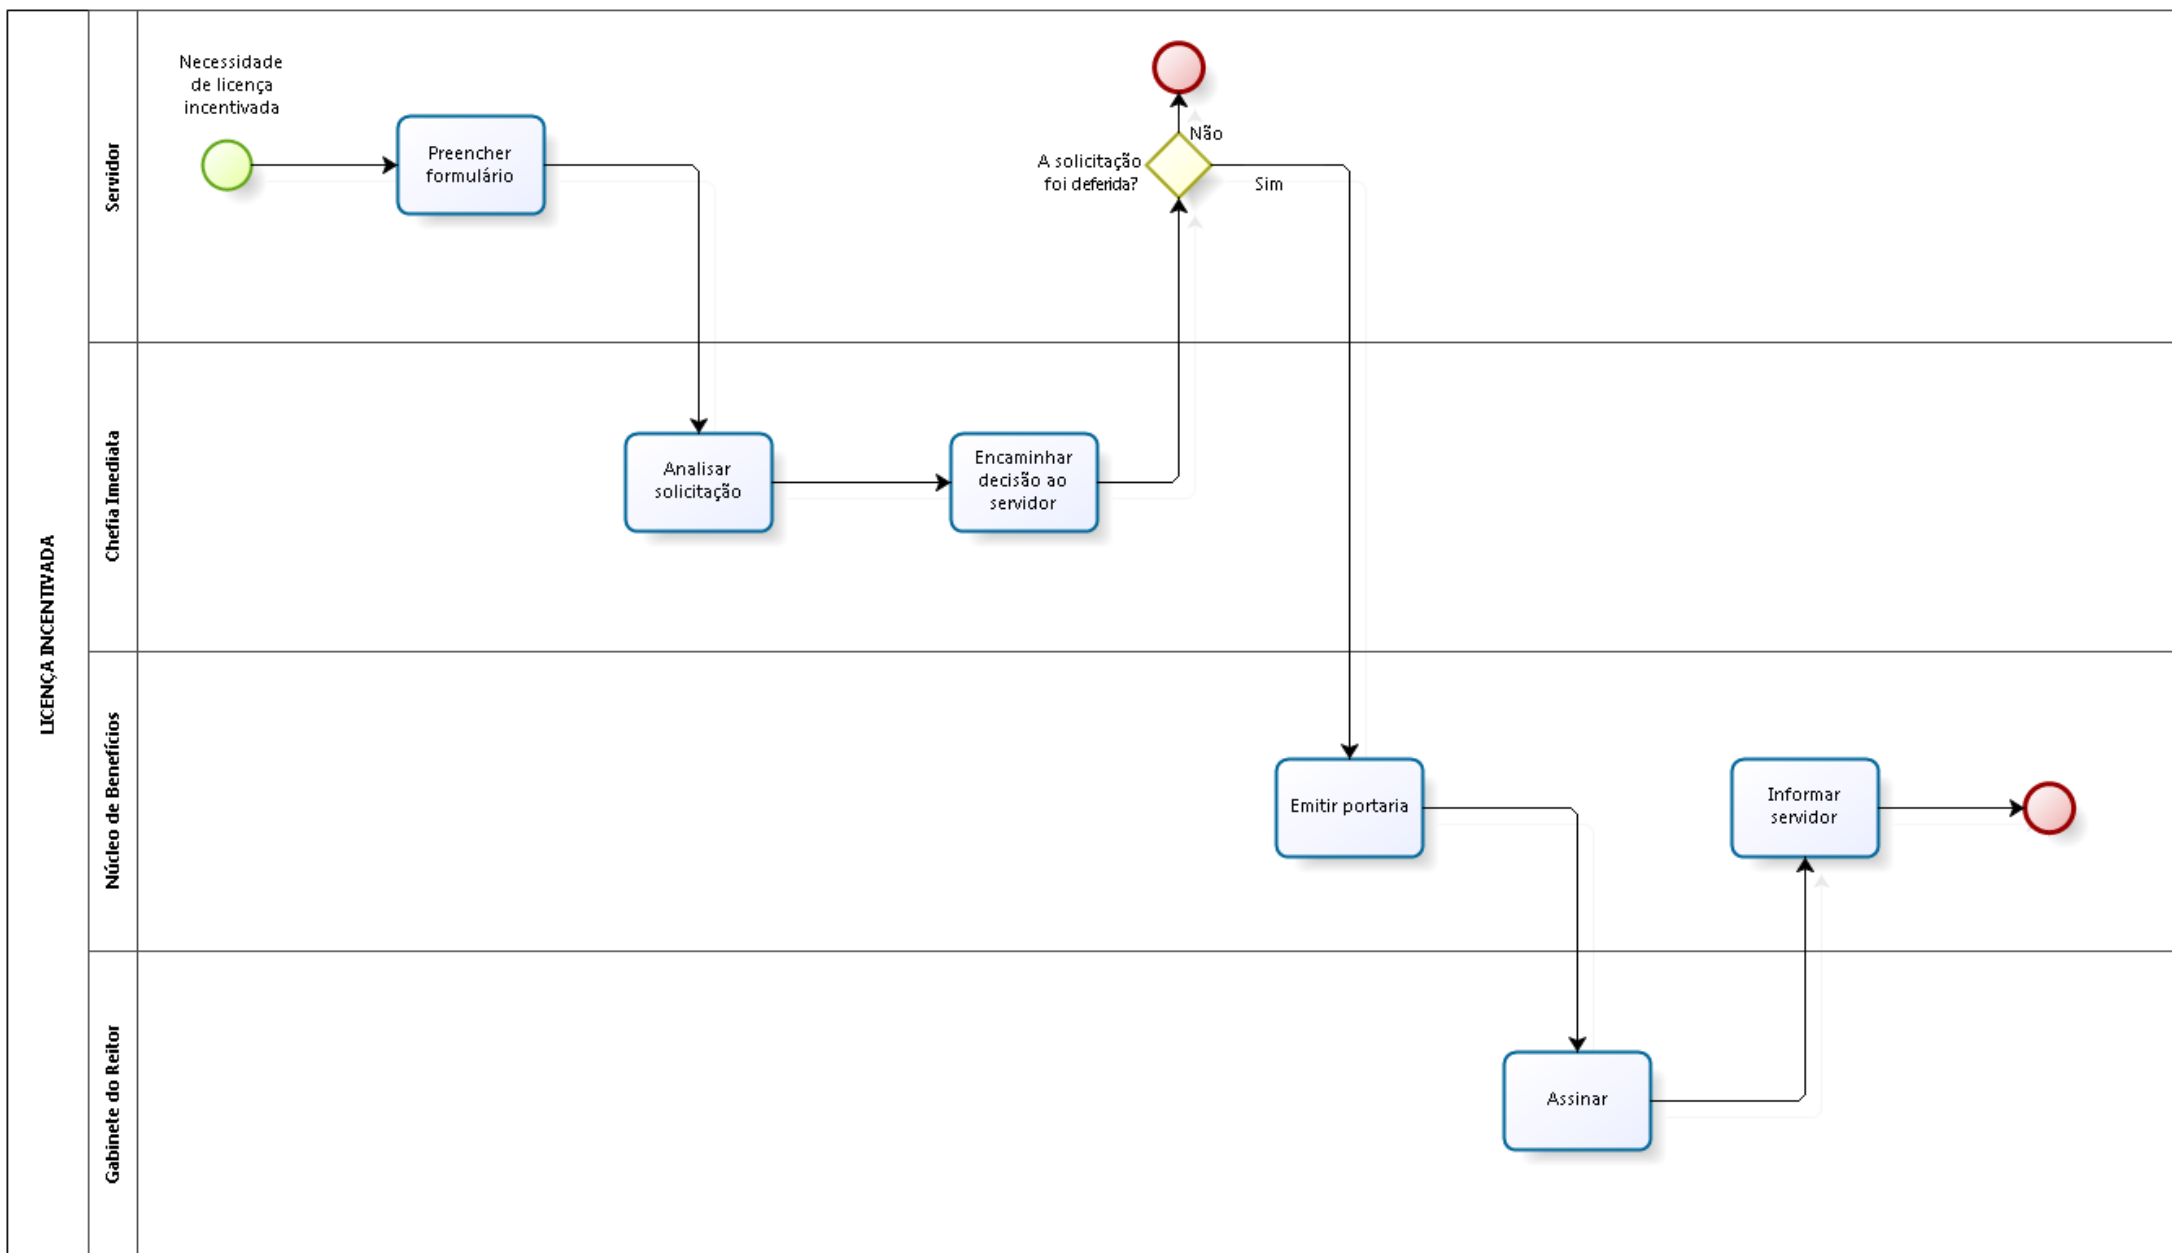 LICENÇA INCENTIVADA
Servidor
Necessidade
de licença
incentivada
Preencher
formulário
A solicitação
foi deferida?
Não
Sim
Chefia Imediata
Analisar
solicitação
Encaminhar
decisão ao
servidor
Núcleo de Benefícios
Emitir portaria
Informar
servidor
Gabinete do Reitor
Assinar